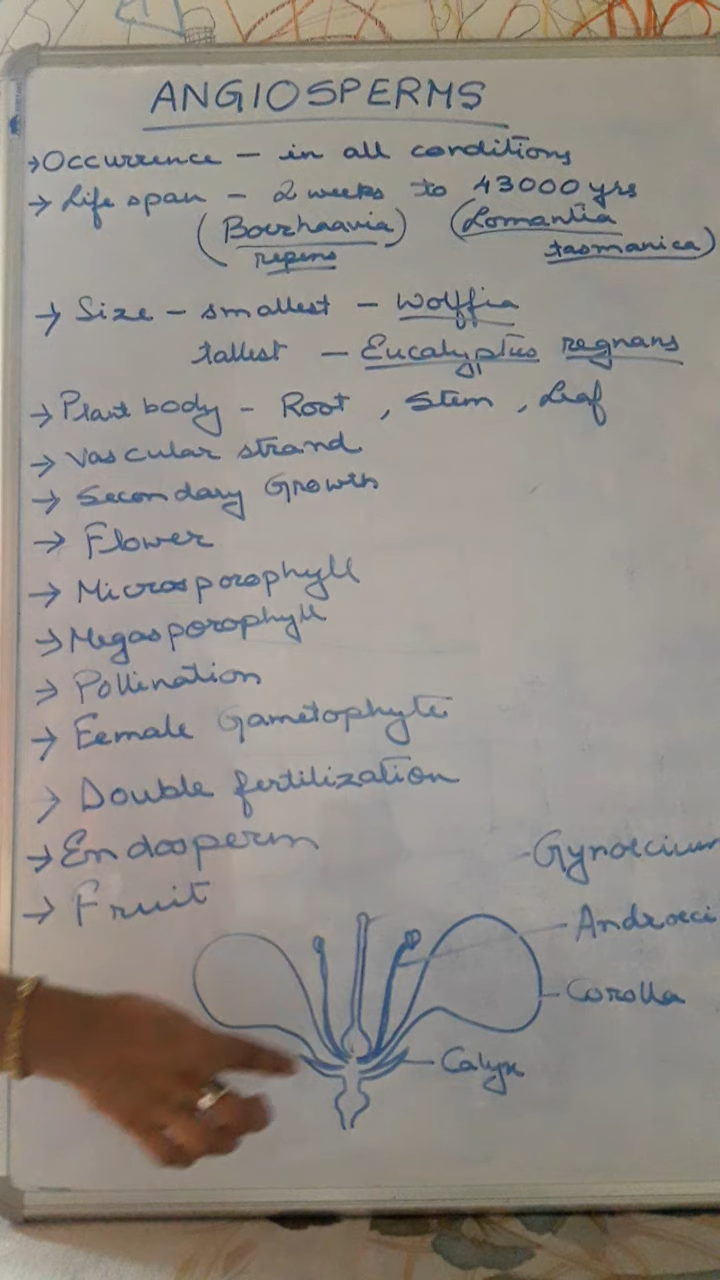 ANGIOSPERMS
→Occurrence – in all conditions
→ Life span – 2 weeks to 43000 yrs
(Boerhaavia repens) (Lomantia tasmanica)
→ Size – smallest – Wolffia
tallest – Eucalyptus regnans
→ Plant body – Root , Stem , Leaf
→ Vascular strand
→ Secondary Growth
→ Flower
→ Microsporophyll
→ Megasporophyll
→ Pollination
→ Female Gametophyte
→ Double fertilization
→ Endosperm
→ Fruit
Gynoecium
Androeci
Corolla
Calyx